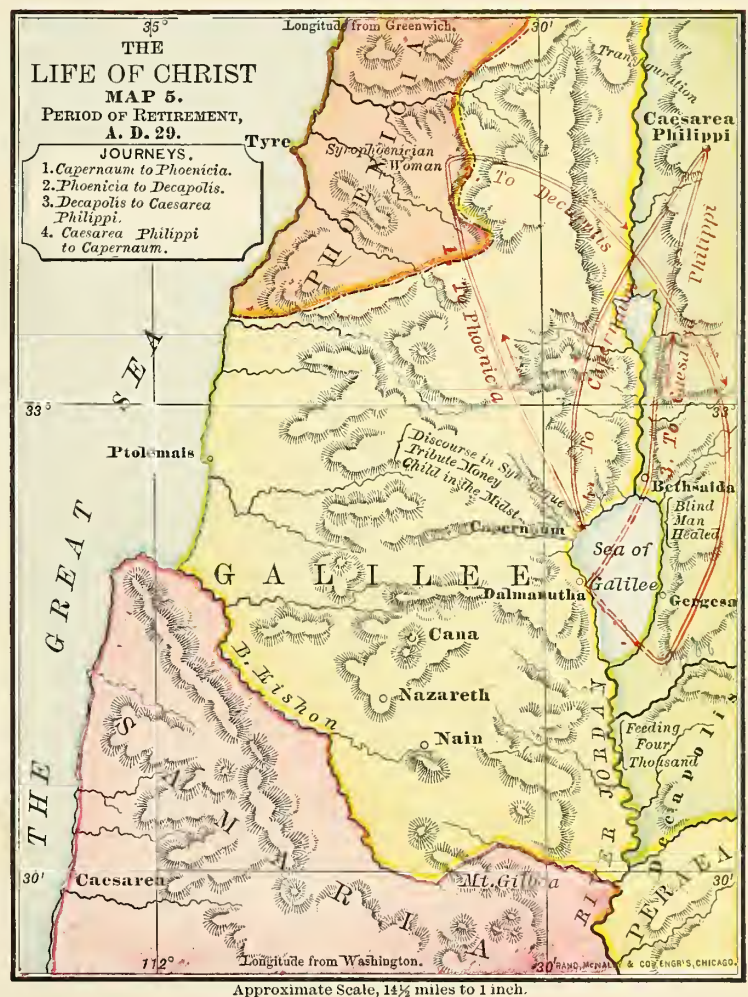 35°
Longitude from Greenwich.
30'
THE
LIFE OF CHRIST
MAP 5.
PERIOD OF RETIREMENT,
A. D. 29.
JOURNEYS.
1. Capernaum to Phoenicia.
2. Phoenicia to Decapolis.
3. Decapolis to Caesarea
Philippi.
4. Caesarea Philippi
to Capernaum.
Transfiguration
Caesarea
Philippi
Tyre
Syrophoenician
Woman
PHOENICIA
To Decapolis
1 To Phoenicia
4 To Capernaum
3 To Caesarea Philippi
THE GREAT SEA
33°
33°
Ptolemais
Discourse in Synagogue
Tribute Money
Child in the Midst
Capernaum
Bethsaida
Blind
Man
Healed
Sea of
Galilee
GALILEE
Dalmanutha
Gergesa
Cana
R. Kishon
Nazareth
Nain
Feeding
Four
Thousand
Decapolis
RIVER JORDAN
SAMARIA
30'
Caesarea
Mt. Gilboa
PERAEA
30'
112°
Longitude from Washington.
30'
RAND, MCNALLY & CO., ENGR'S, CHICAGO.
Approximate Scale, 14½ miles to 1 inch.